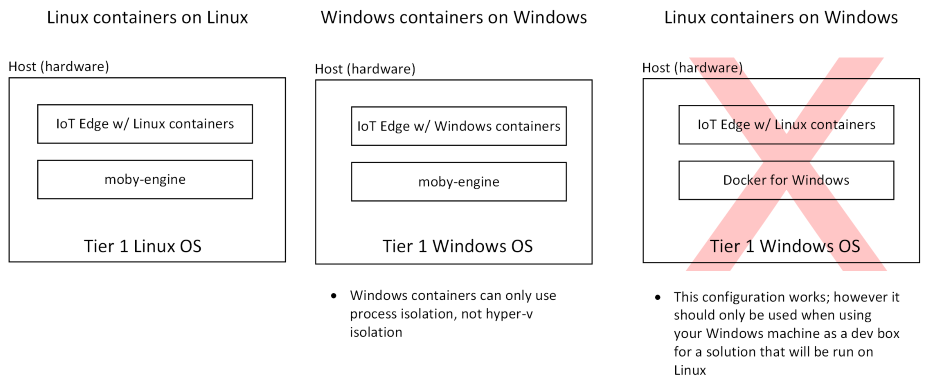 Linux containers on Linux
Host (hardware)
IoT Edge w/ Linux containers
moby-engine
Tier 1 Linux OS
Windows containers on Windows
Host (hardware)
IoT Edge w/ Windows containers
moby-engine
Tier 1 Windows OS
• Windows containers can only use
process isolation, not hyper-v
isolation
Linux containers on Windows
Host (hardware)
IoT Edge w/ Linux containers
Docker for Windows
Tier 1 Windows OS
• This configuration works; however it
should only be used when using
your Windows machine as a dev box
for a solution that will be run on
Linux